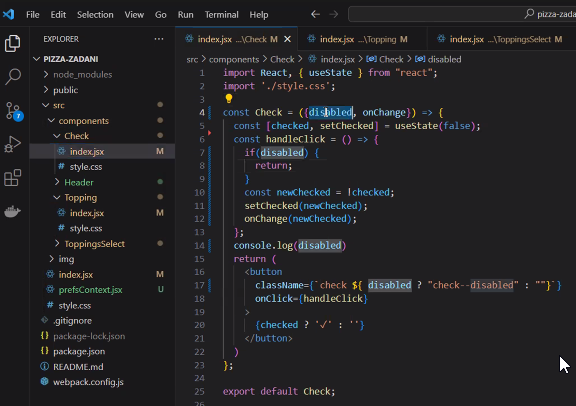 File Edit Selection View Go Run Terminal Help
pizza-zada
EXPLORER
index.jsx ...\Check M
index.jsx ...\Topping M
index.jsx ...\ToppingsSelect M
PIZZA-ZADANI
src > components > Check > index.jsx > Check > disabled
node_modules
public
src
components
Check
index.jsx M
style.css
Header
Topping
index.jsx M
style.css
ToppingsSelect
img
index.jsx M
prefsContext.jsx U
style.css
.gitignore
package-lock.json
package.json
README.md
webpack.config.js
7
1 import React, { useState } from "react";
2 import './style.css';
3
4 const Check = ({disabled, onChange}) => {
5 const [checked, setChecked] = useState(false);
6 const handleClick = () => {
7 if(disabled) {
8 return;
9 }
10 const newChecked = !checked;
11 setChecked(newChecked);
12 onChange(newChecked);
13 };
14 console.log(disabled)
15 return (
16 <button
17 className={`check ${ disabled ? "check--disabled" : ""}`}
18 onClick={handleClick}
19 >
20 {checked ? '✓' : ''}
21 </button>
22 )
23 };
24
25 export default Check;
26